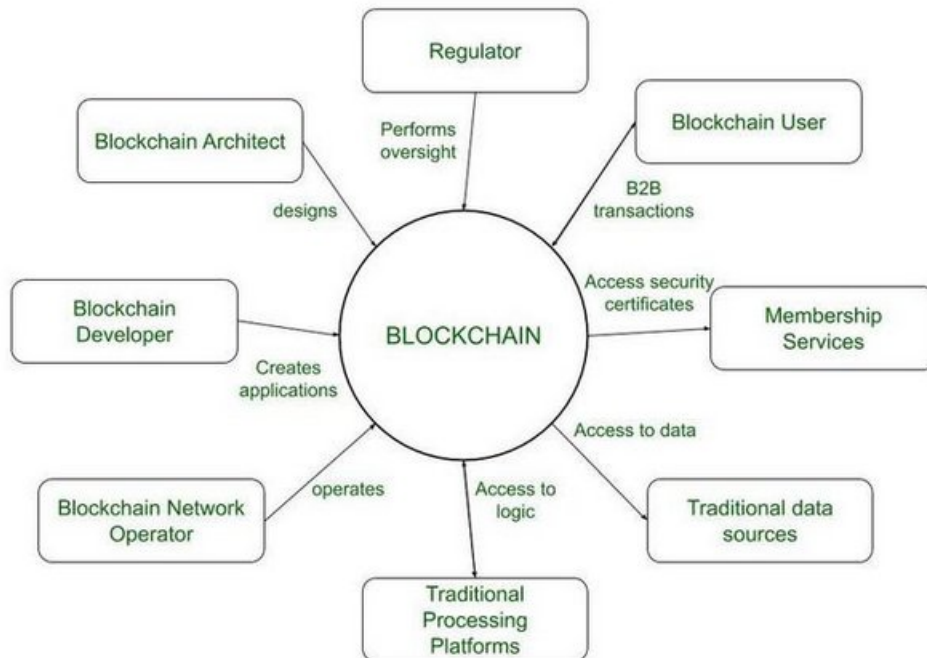 Regulator
Performs
oversight
Blockchain Architect
designs
Blockchain User
B2B
transactions
Blockchain
Developer
Creates
applications
BLOCKCHAIN
Access security
certificates
Membership
Services
Access to data
Blockchain Network
Operator
operates
Access to
logic
Traditional data
sources
Traditional
Processing
Platforms